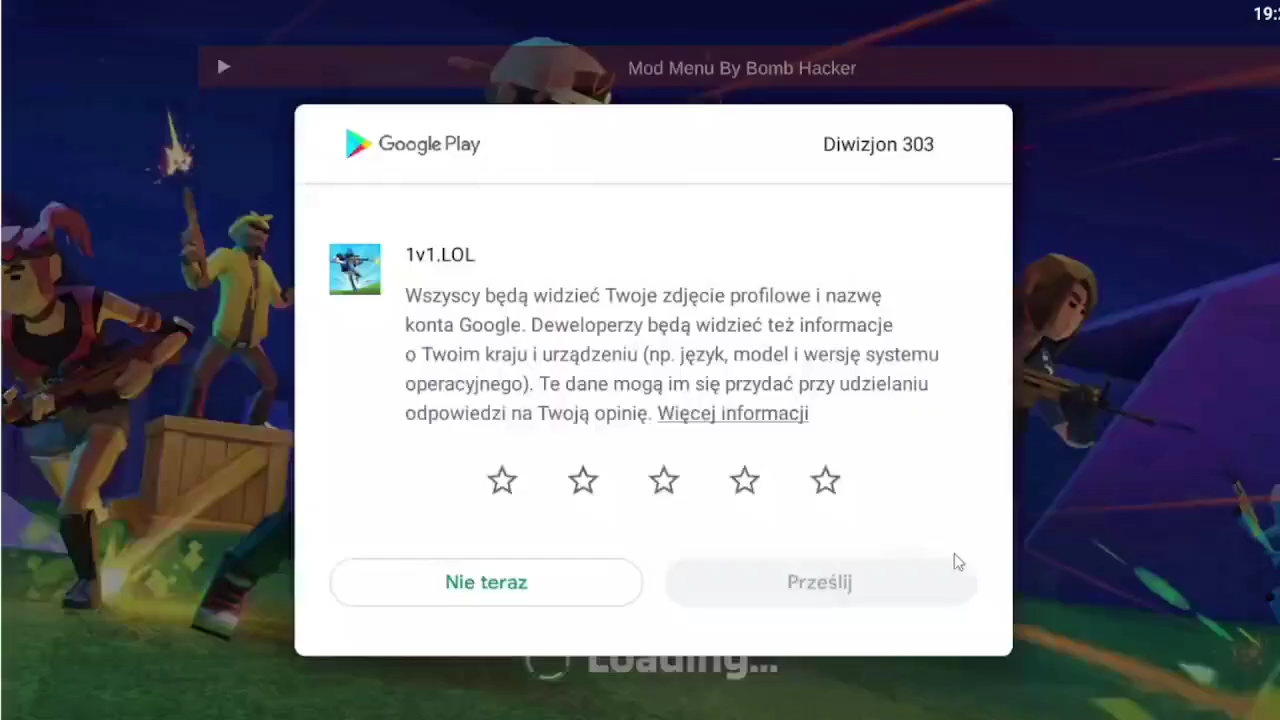 19:
Mod Menu By Bomb Hacker
Google Play
Diwizjon 303
1v1.LOL
Wszyscy będą widzieć Twoje zdjęcie profilowe i nazwę
konta Google. Deweloperzy będą widzieć też informacje
o Twoim kraju i urządzeniu (np. język, model i wersję systemu
operacyjnego). Te dane mogą im się przydać przy udzielaniu
odpowiedzi na Twoją opinię. Więcej informacji
Nie teraz
Prześlij
Loading...